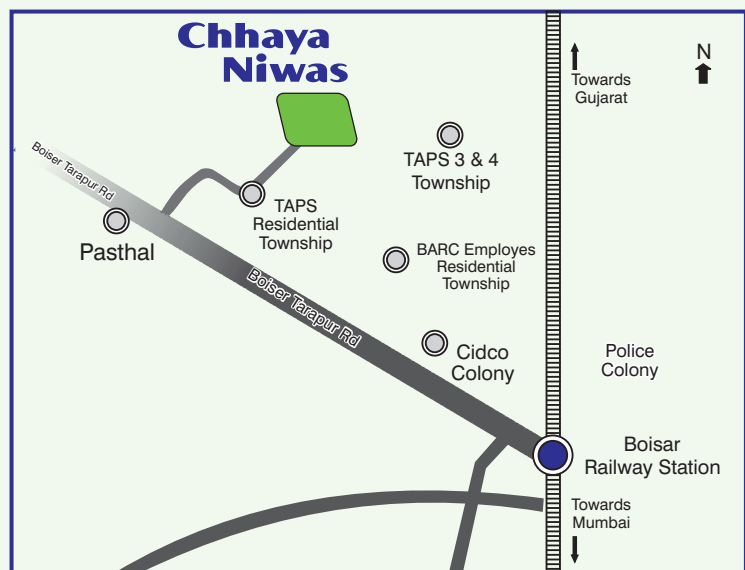 Chhaya
Niwas
N
Towards
Gujarat
Boiser Tarapur Rd
TAPS 3 & 4
Township
TAPS
Residential
Township
Pasthal
BARC Employes
Residential
Township
Boiser Tarapur Rd
Cidco
Colony
Police
Colony
Boisar
Railway Station
Towards
Mumbai